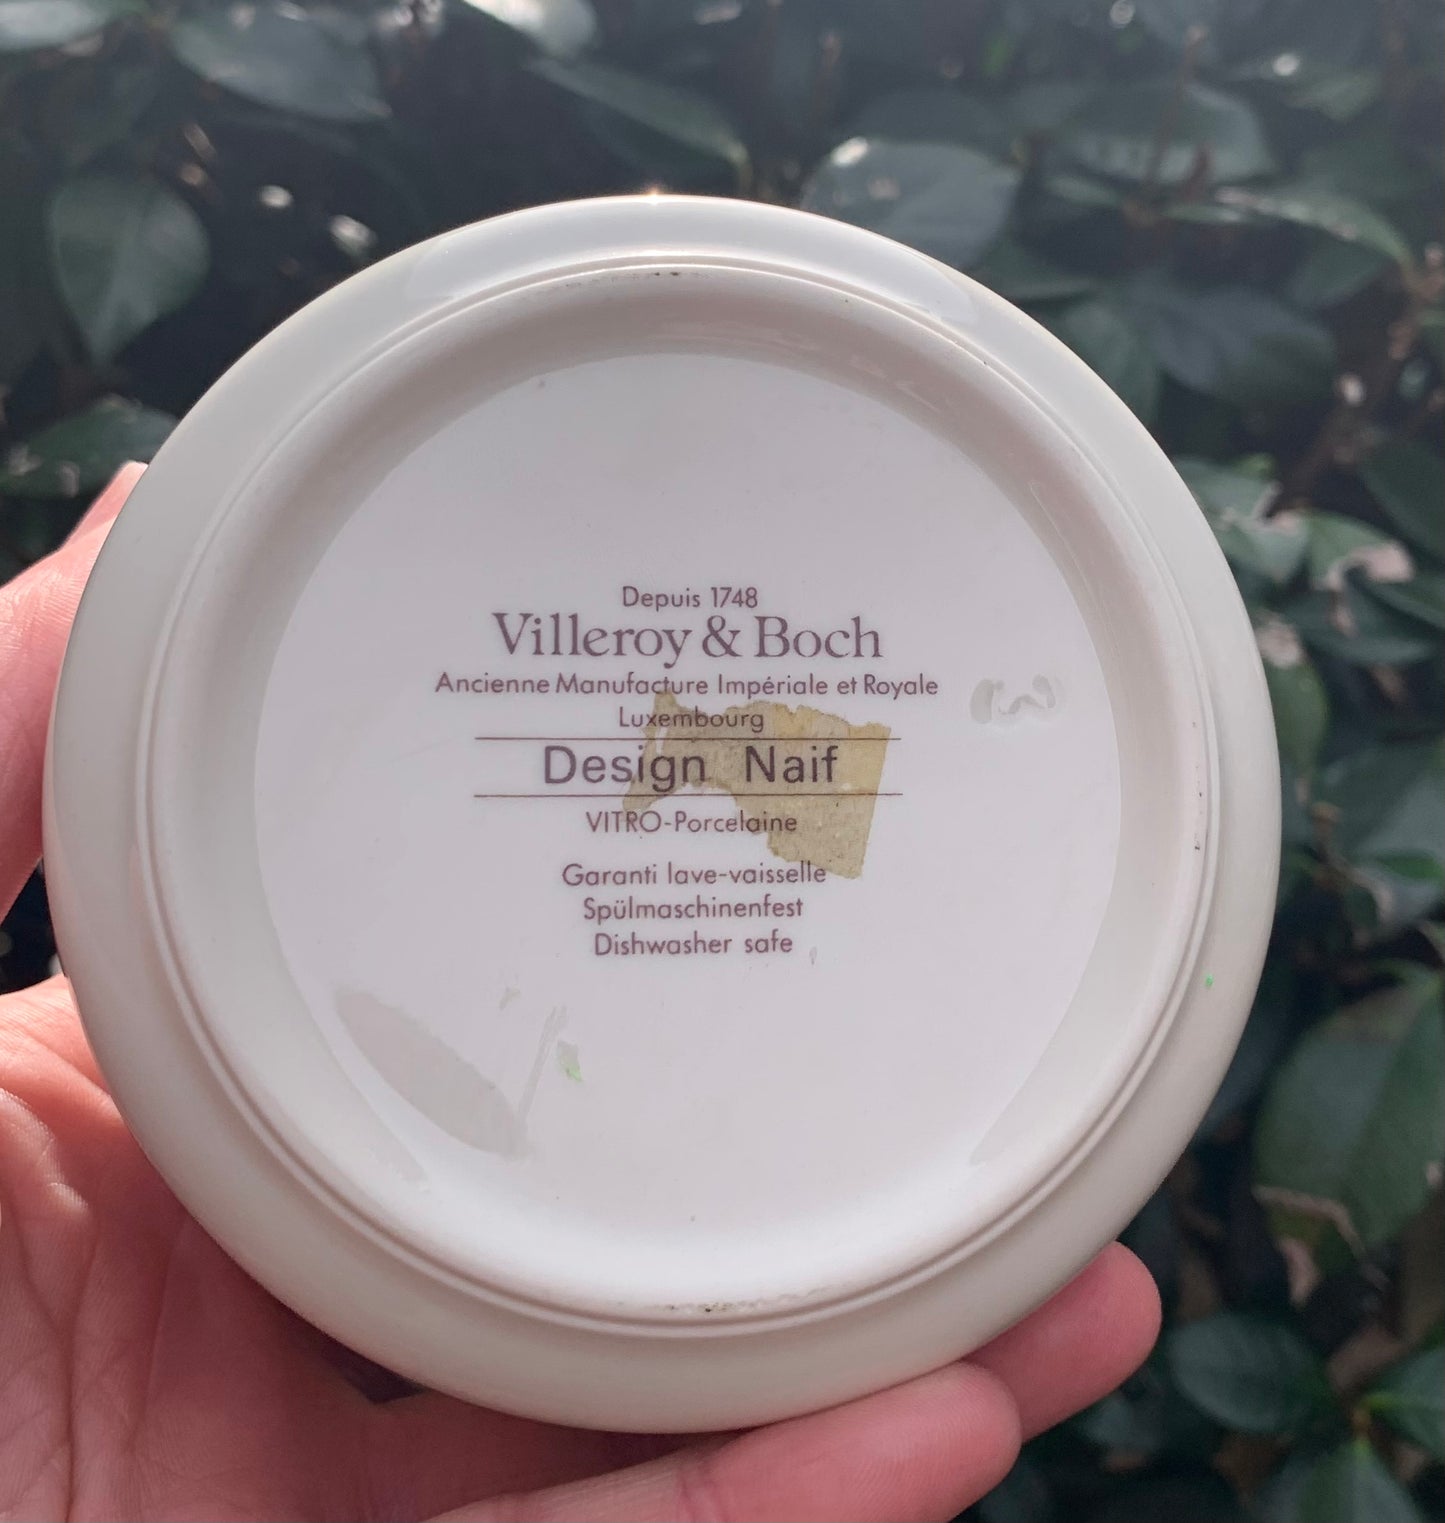 Depuis 1748
Villeroy & Boch
Ancienne Manufacture Impériale et Royale
Luxembourg
Design Naif
VITRO-Porcelaine
Garanti lave-vaisselle
Spülmaschinenfest
Dishwasher safe